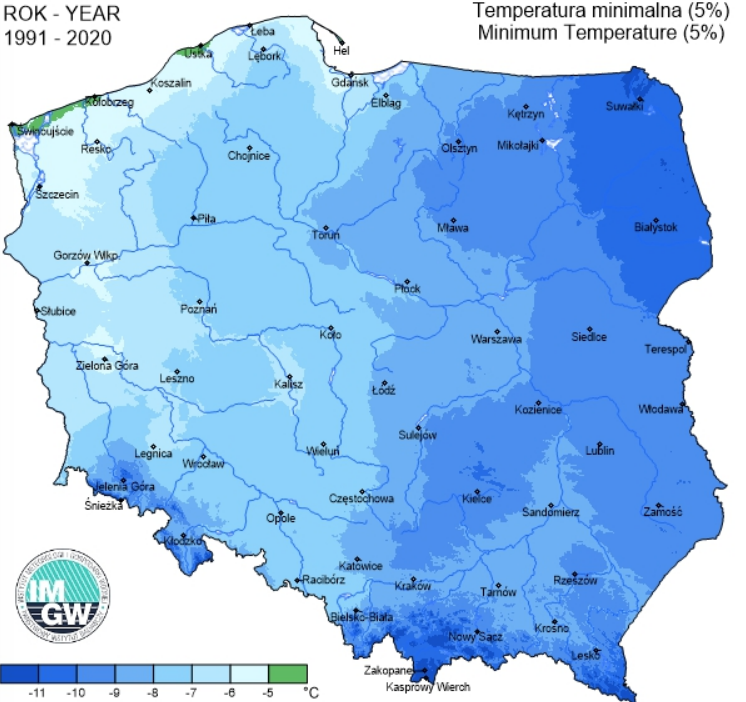 ROK - YEAR
1991 - 2020
Temperatura minimalna (5%)
Minimum Temperature (5%)
Łeba
Hel
Ustka
Lębork
Gdańsk
Koszalin
Elbląg
Kołobrzeg
Suwałki
Kętrzyn
Świnoujście
Resko
Chojnice
Olsztyn
Mikołajki
Szczecin
Piła
Toruń
Mława
Białystok
Gorzów Wlkp.
Płock
Słubice
Poznań
Koło
Warszawa
Siedlce
Terespol
Zielona Góra
Leszno
Kalisz
Łódź
Kozienice
Włodawa
Sulejów
Legnica
Wrocław
Wieluń
Lublin
Jelenia Góra
Śnieżka
Częstochowa
Kielce
Sandomierz
Zamość
Opole
Kłodzko
Katowice
Racibórz
Kraków
Tarnów
Rzeszów
Bielsko-Biała
Nowy Sącz
Krosno
Lesko
Zakopane
Kasprowy Wierch
IM
GW
-11 -10 -9 -8 -7 -6 -5 °C